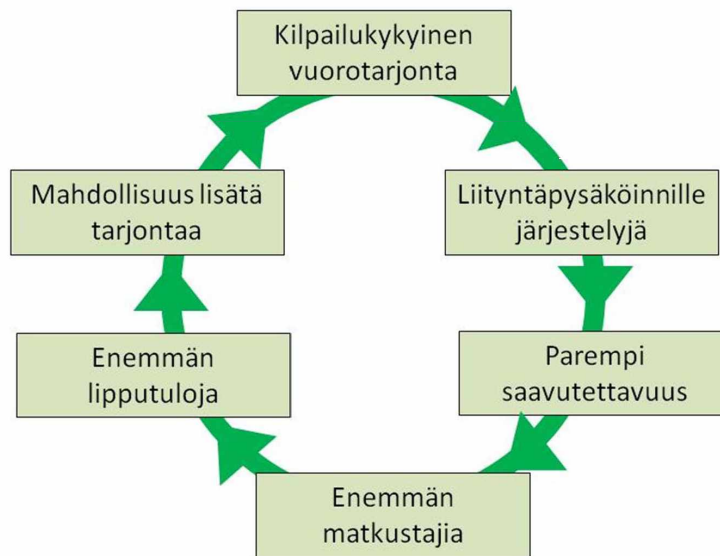 Kilpailukykyinen
vuorotarjonta
Liityntäpysäköinnille
järjestelyjä
Parempi
saavutettavuus
Enemmän
matkustajia
Enemmän
lipputuloja
Mahdollisuus lisätä
tarjontaa